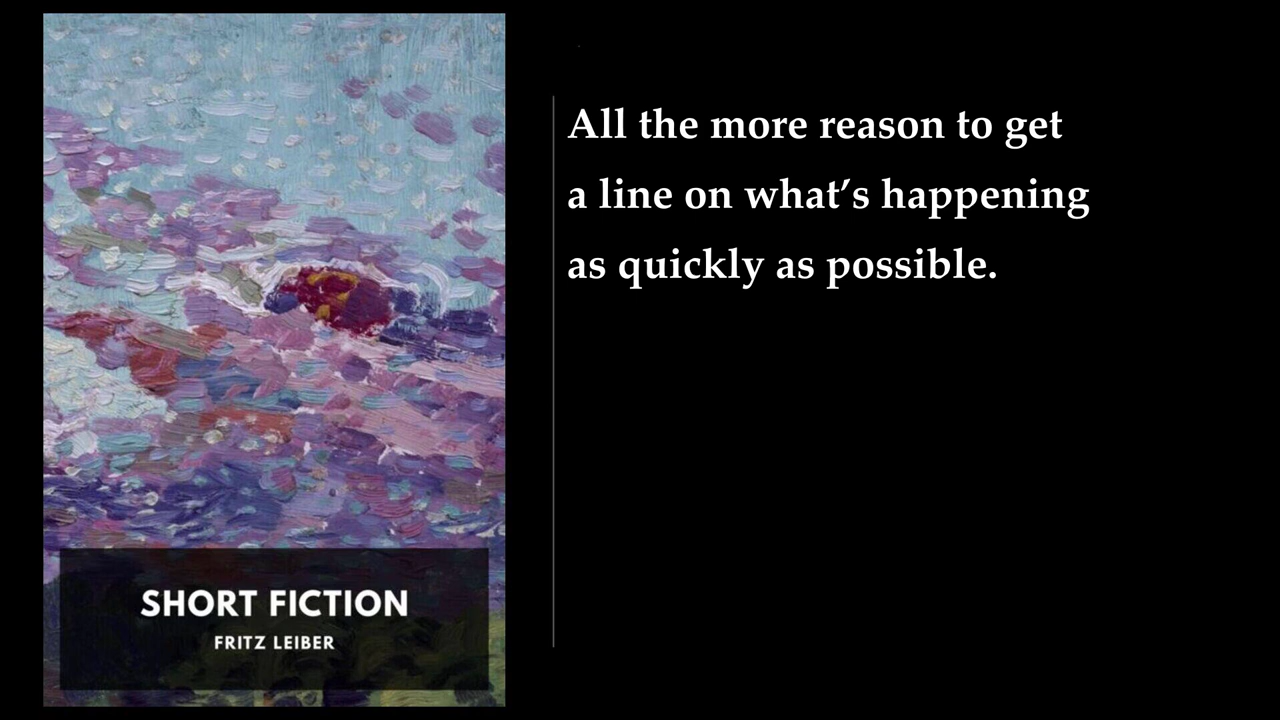 All the more reason to get
a line on what’s happening
as quickly as possible.
SHORT FICTION
FRITZ LEIBER